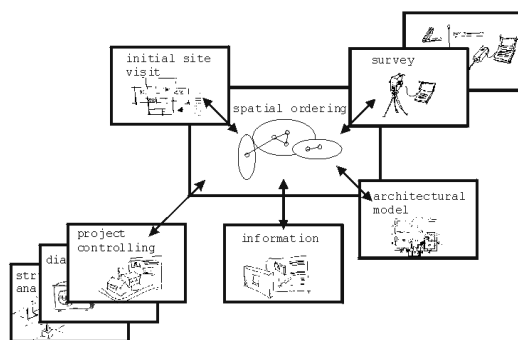 initial site
visit
survey
spatial ordering
architectural
model
project
controlling
information
dia
str
ana